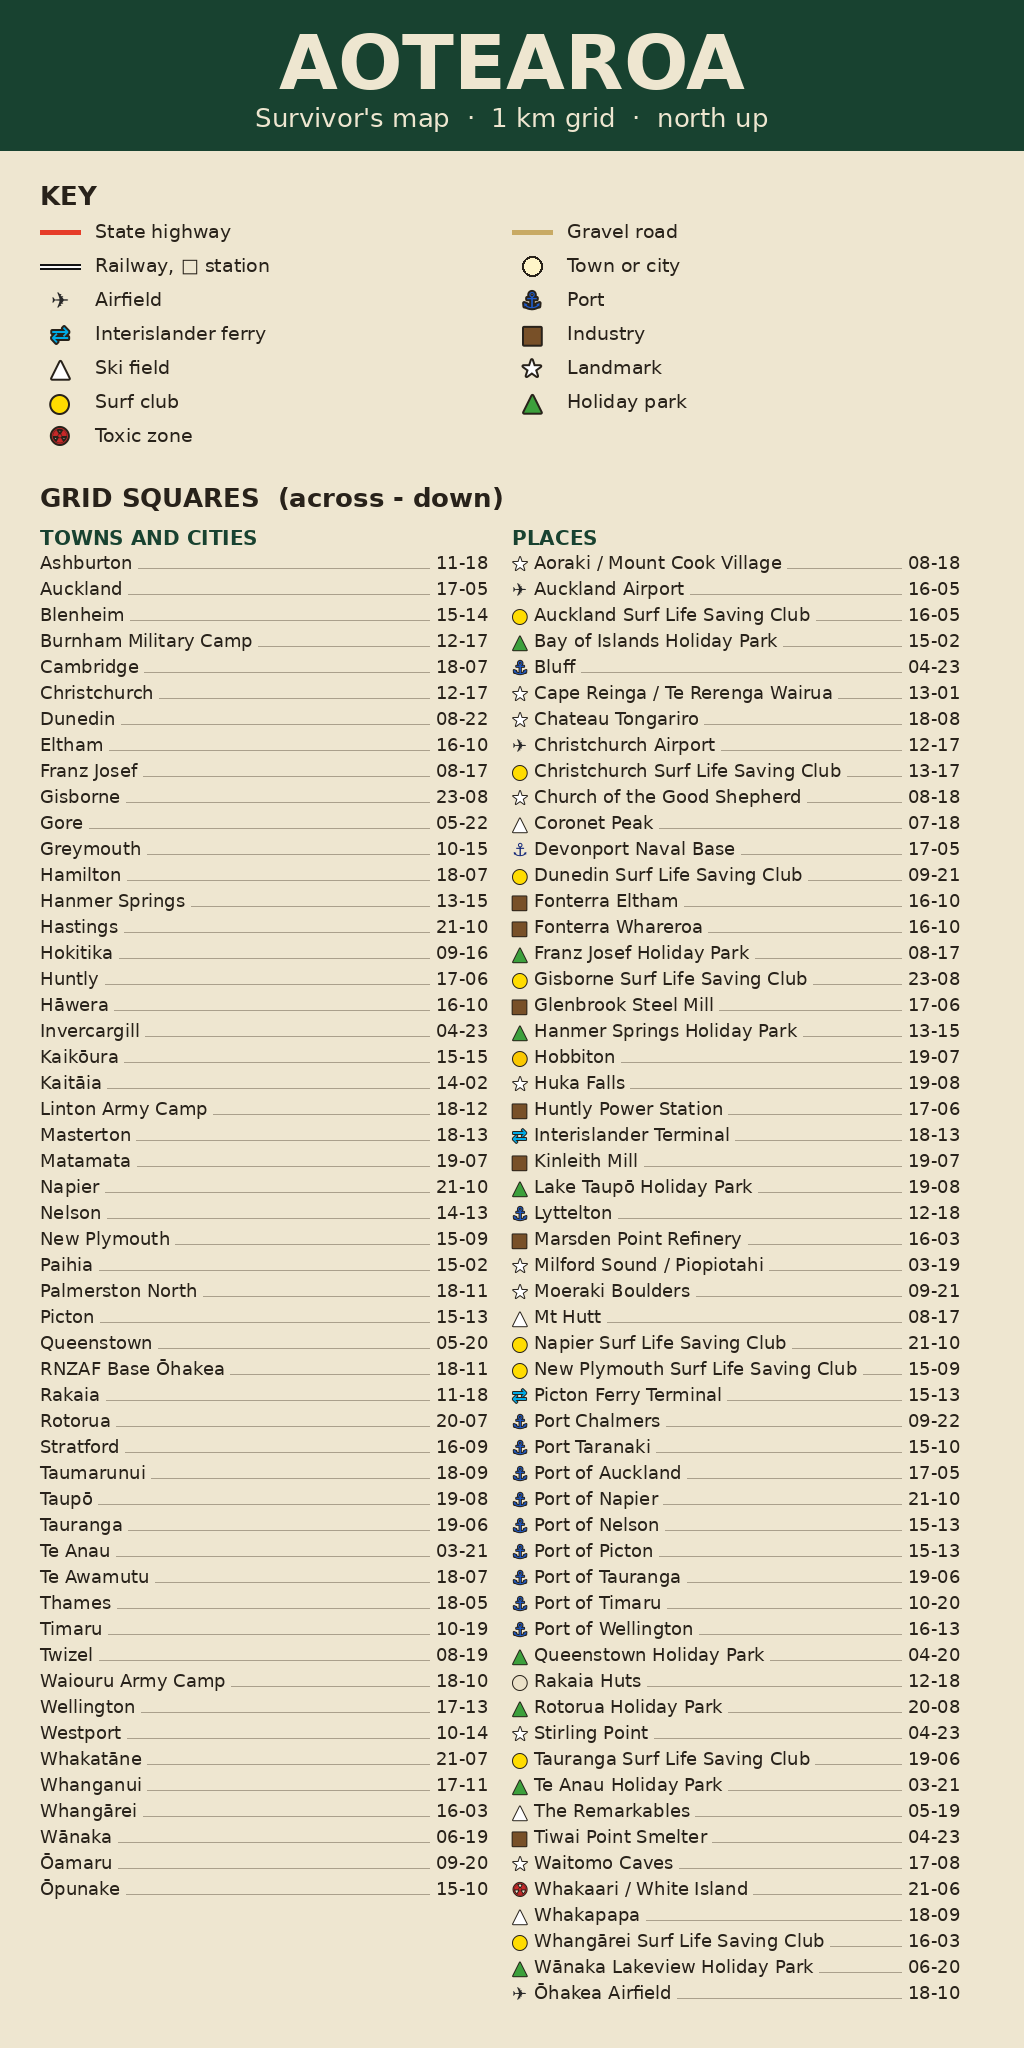 AOTEAROA
Survivor's map · 1 km grid · north up
KEY
State highway
Railway, □ station
Airfield
Interislander ferry
Ski field
Surf club
Toxic zone
Gravel road
Town or city
Port
Industry
Landmark
Holiday park
GRID SQUARES (across - down)
TOWNS AND CITIES
Ashburton 11-18
Auckland 17-05
Blenheim 15-14
Burnham Military Camp 12-17
Cambridge 18-07
Christchurch 12-17
Dunedin 08-22
Eltham 16-10
Franz Josef 08-17
Gisborne 23-08
Gore 05-22
Greymouth 10-15
Hamilton 18-07
Hanmer Springs 13-15
Hastings 21-10
Hokitika 09-16
Huntly 17-06
Hāwera 16-10
Invercargill 04-23
Kaikōura 15-15
Kaitāia 14-02
Linton Army Camp 18-12
Masterton 18-13
Matamata 19-07
Napier 21-10
Nelson 14-13
New Plymouth 15-09
Paihia 15-02
Palmerston North 18-11
Picton 15-13
Queenstown 05-20
RNZAF Base Ōhakea 18-11
Rakaia 11-18
Rotorua 20-07
Stratford 16-09
Taumarunui 18-09
Taupō 19-08
Tauranga 19-06
Te Anau 03-21
Te Awamutu 18-07
Thames 18-05
Timaru 10-19
Twizel 08-19
Waiouru Army Camp 18-10
Wellington 17-13
Westport 10-14
Whakatāne 21-07
Whanganui 17-11
Whangārei 16-03
Wānaka 06-19
Ōamaru 09-20
Ōpunake 15-10
PLACES
Aoraki / Mount Cook Village 08-18
Auckland Airport 16-05
Auckland Surf Life Saving Club 16-05
Bay of Islands Holiday Park 15-02
Bluff 04-23
Cape Reinga / Te Rerenga Wairua 13-01
Chateau Tongariro 18-08
Christchurch Airport 12-17
Christchurch Surf Life Saving Club 13-17
Church of the Good Shepherd 08-18
Coronet Peak 07-18
Devonport Naval Base 17-05
Dunedin Surf Life Saving Club 09-21
Fonterra Eltham 16-10
Fonterra Whareroa 16-10
Franz Josef Holiday Park 08-17
Gisborne Surf Life Saving Club 23-08
Glenbrook Steel Mill 17-06
Hanmer Springs Holiday Park 13-15
Hobbiton 19-07
Huka Falls 19-08
Huntly Power Station 17-06
Interislander Terminal 18-13
Kinleith Mill 19-07
Lake Taupō Holiday Park 19-08
Lyttelton 12-18
Marsden Point Refinery 16-03
Milford Sound / Piopiotahi 03-19
Moeraki Boulders 09-21
Mt Hutt 08-17
Napier Surf Life Saving Club 21-10
New Plymouth Surf Life Saving Club 15-09
Picton Ferry Terminal 15-13
Port Chalmers 09-22
Port Taranaki 15-10
Port of Auckland 17-05
Port of Napier 21-10
Port of Nelson 15-13
Port of Picton 15-13
Port of Tauranga 19-06
Port of Timaru 10-20
Port of Wellington 16-13
Queenstown Holiday Park 04-20
Rakaia Huts 12-18
Rotorua Holiday Park 20-08
Stirling Point 04-23
Tauranga Surf Life Saving Club 19-06
Te Anau Holiday Park 03-21
The Remarkables 05-19
Tiwai Point Smelter 04-23
Waitomo Caves 17-08
Whakaari / White Island 21-06
Whakapapa 18-09
Whangārei Surf Life Saving Club 16-03
Wānaka Lakeview Holiday Park 06-20
Ōhakea Airfield 18-10